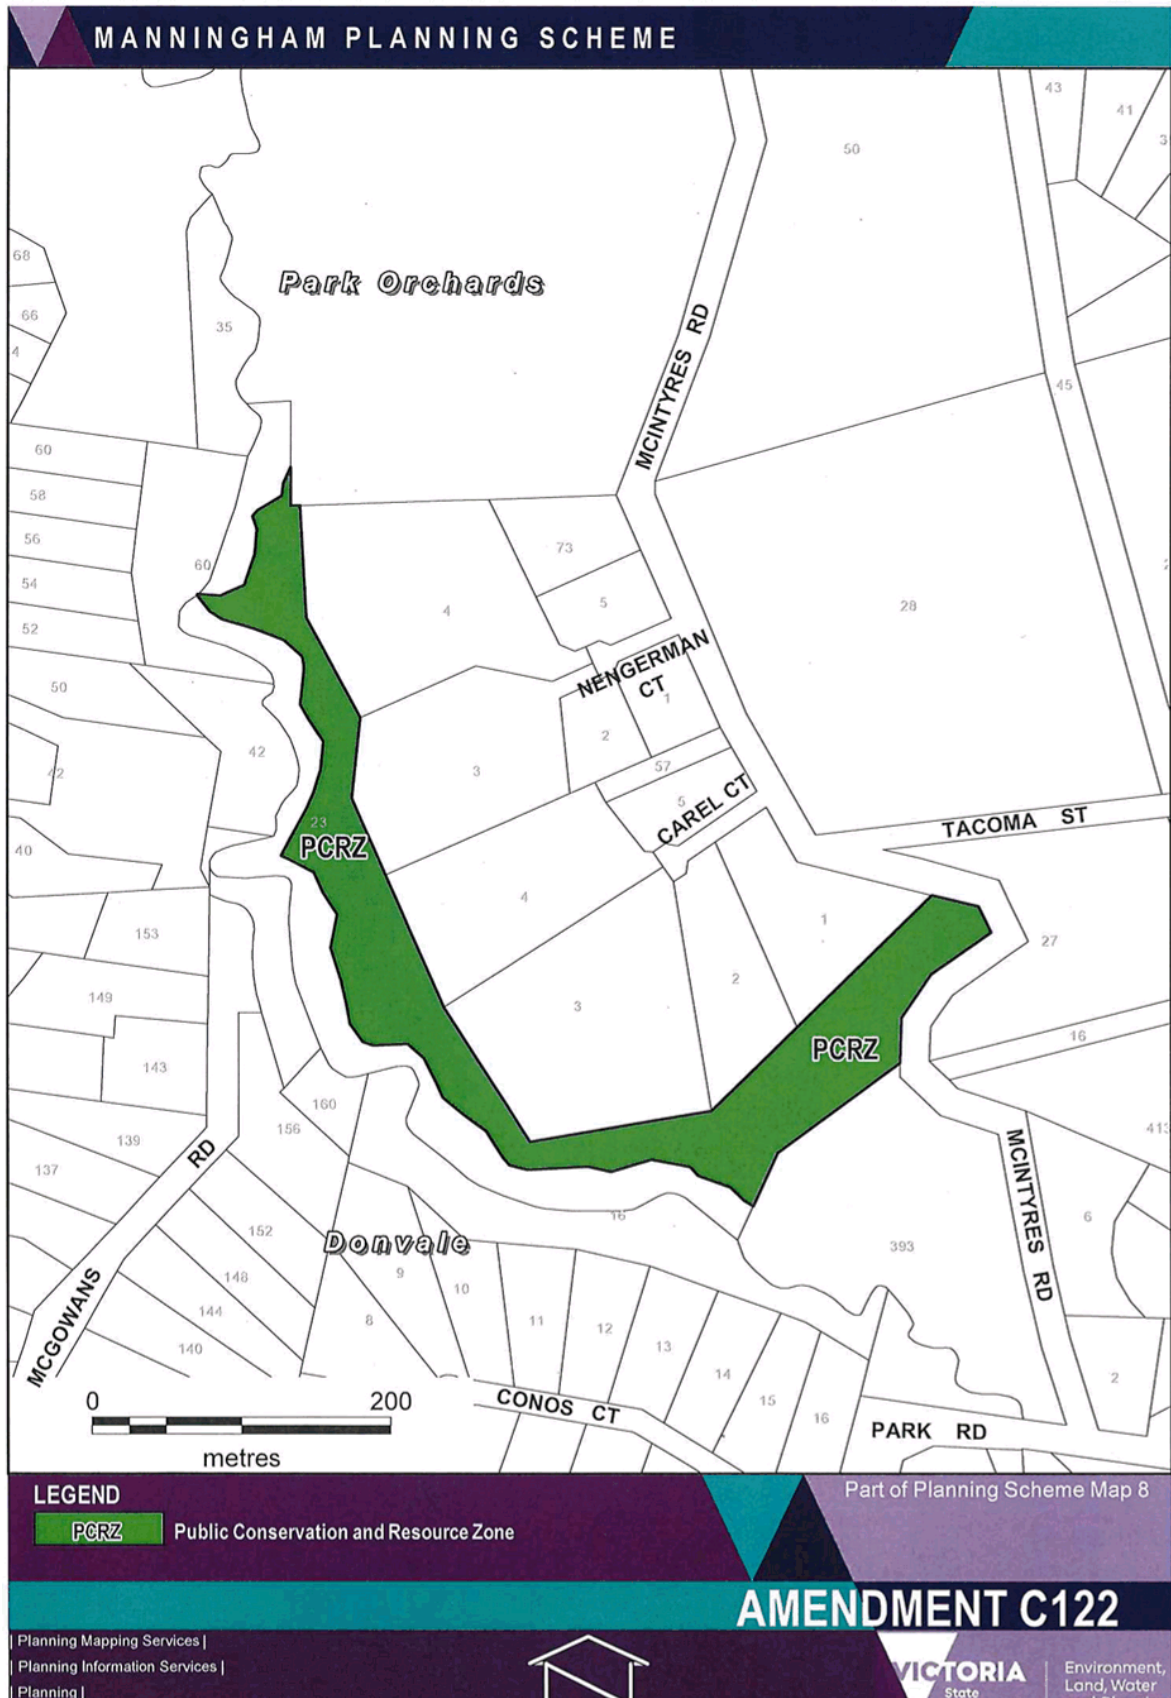 MANNINGHAM PLANNING SCHEME
43
41
50
68
Park Orchards
66
35
4
MCINTYRES RD
45
60
58
73
56
60
54
5
4
28
52
NENGERMAN
CT
50
1
2
42
57
3
42
5
CAREL CT
23
PCRZ
TACOMA ST
40
4
1
153
27
2
149
3
16
PCRZ
143
160
156
139
RD
413
137
MCINTYRES RD
6
152
16
Donvale
393
9
148
10
MCGOWANS
144
8
11
12
140
13
14
2
0
200
15
16
CONOS CT
PARK RD
metres
LEGEND
Part of Planning Scheme Map 8
PCRZ
Public Conservation and Resource Zone
AMENDMENT C122
| Planning Mapping Services |
| Planning Information Services |
| Planning |
VICTORIA
State
Environment,
Land, Water